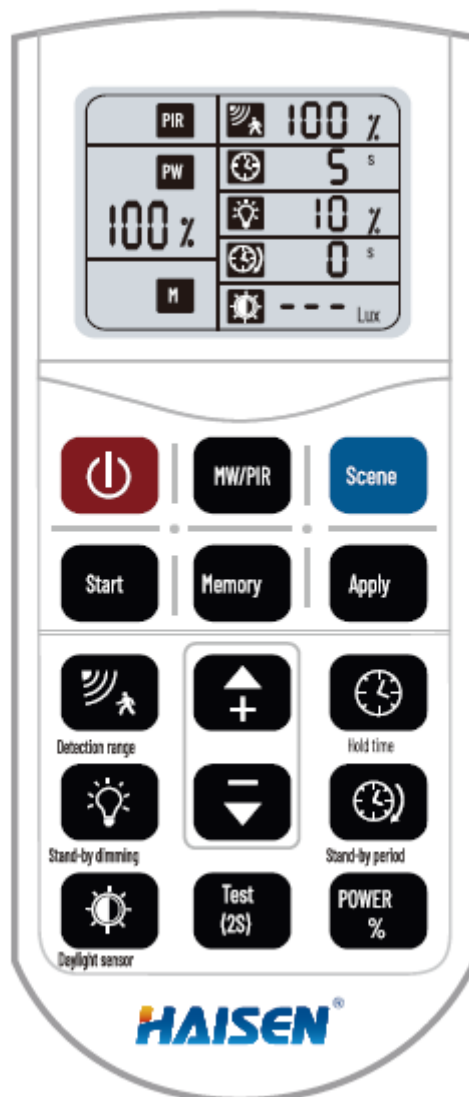 PIR 100 %
PW 5 s
100 % 10 %
0 s
M - - - Lux
MW/PIR Scene
Start Memory Apply
+
Detection range Hold time
−
Stand-by dimming Stand-by period
Test POWER
(2S) %
Daylight sensor
HAISEN®